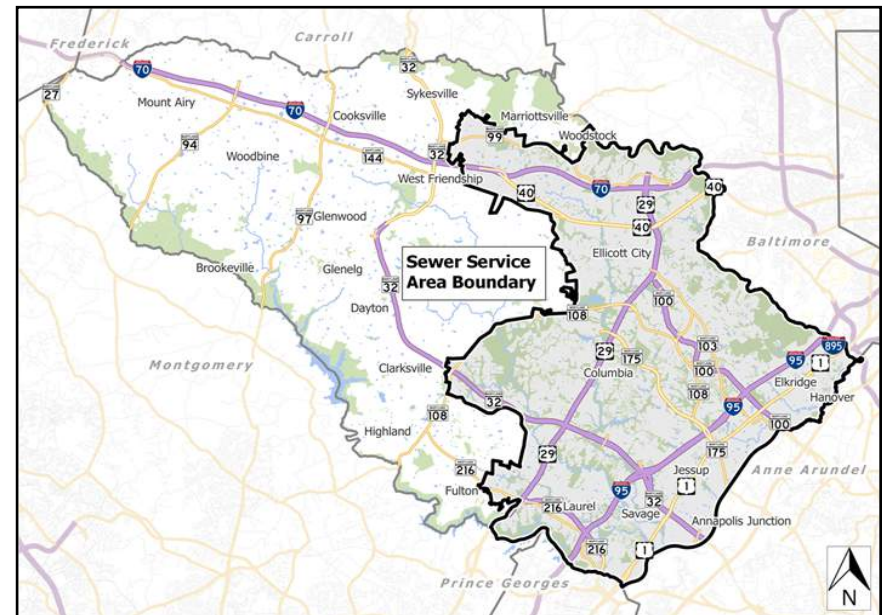 Frederick
Carroll
70
32
27
Mount Airy
Sykesville
70
Cooksville
Marriottsville
94
99
Woodstock
Woodbine
144
32
West Friendship
40
70
40
29
97
Glenwood
40
Baltimore
Ellicott City
Sewer Service
Area Boundary
Brookeville
Glenelg
32
100
Dayton
108
103
895
29
175
95
1
Montgomery
Clarksville
Columbia
100
Elkridge
32
108
95
Hanover
108
100
Highland
29
175
Anne Arundel
216
Jessup
Fulton
95
1
216
Laurel
32
Savage
Annapolis Junction
216
1
Prince Georges
N